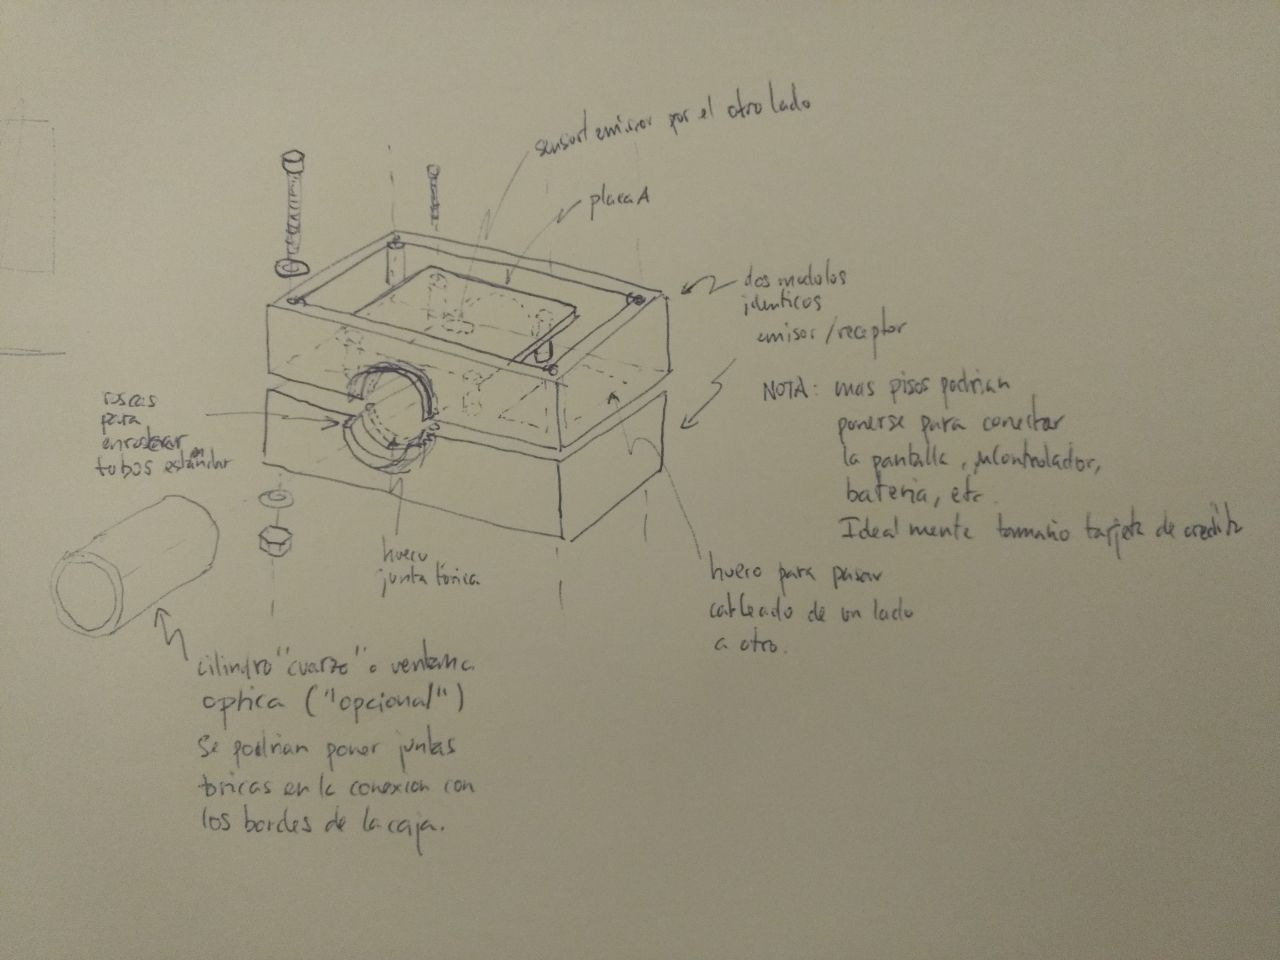 sensor/emisor por el otro lado
placa A
dos modulos
identicos
emisor/receptor
NOTA: mas pisos podrian
ponerse para conectar
la pantalla, µControlador,
bateria, etc.
Idealmente tamaño tarjeta de credito
roscas
para
enroscar
tubos estándar
hueco
junta tórica
hueco para pasar
cableado de un lado
a otro.
cilindro "cuarzo" o ventana
optica ("opcional")
Se podrian poner juntas
toricas en la conexion con
los bordes de la caja.